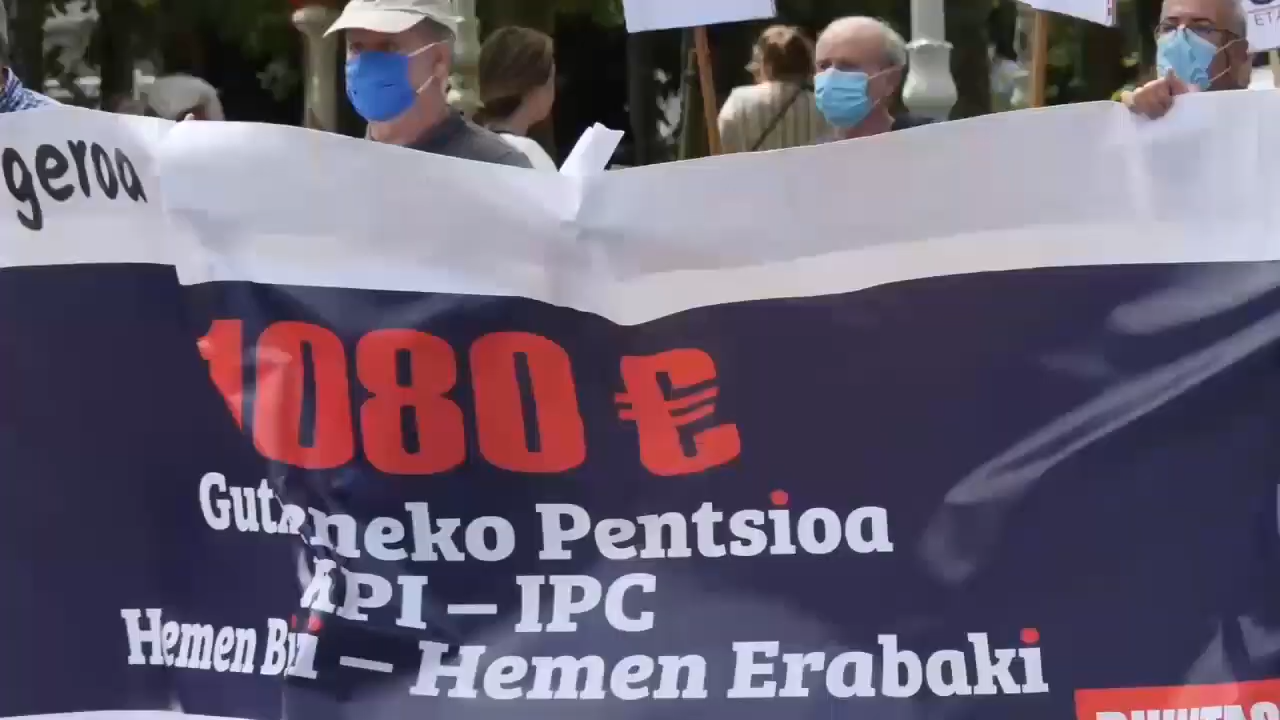 geroa
1080 €
Gutxieneko Pentsioa
KPI – IPC
Hemen Bizi – Hemen Erabaki